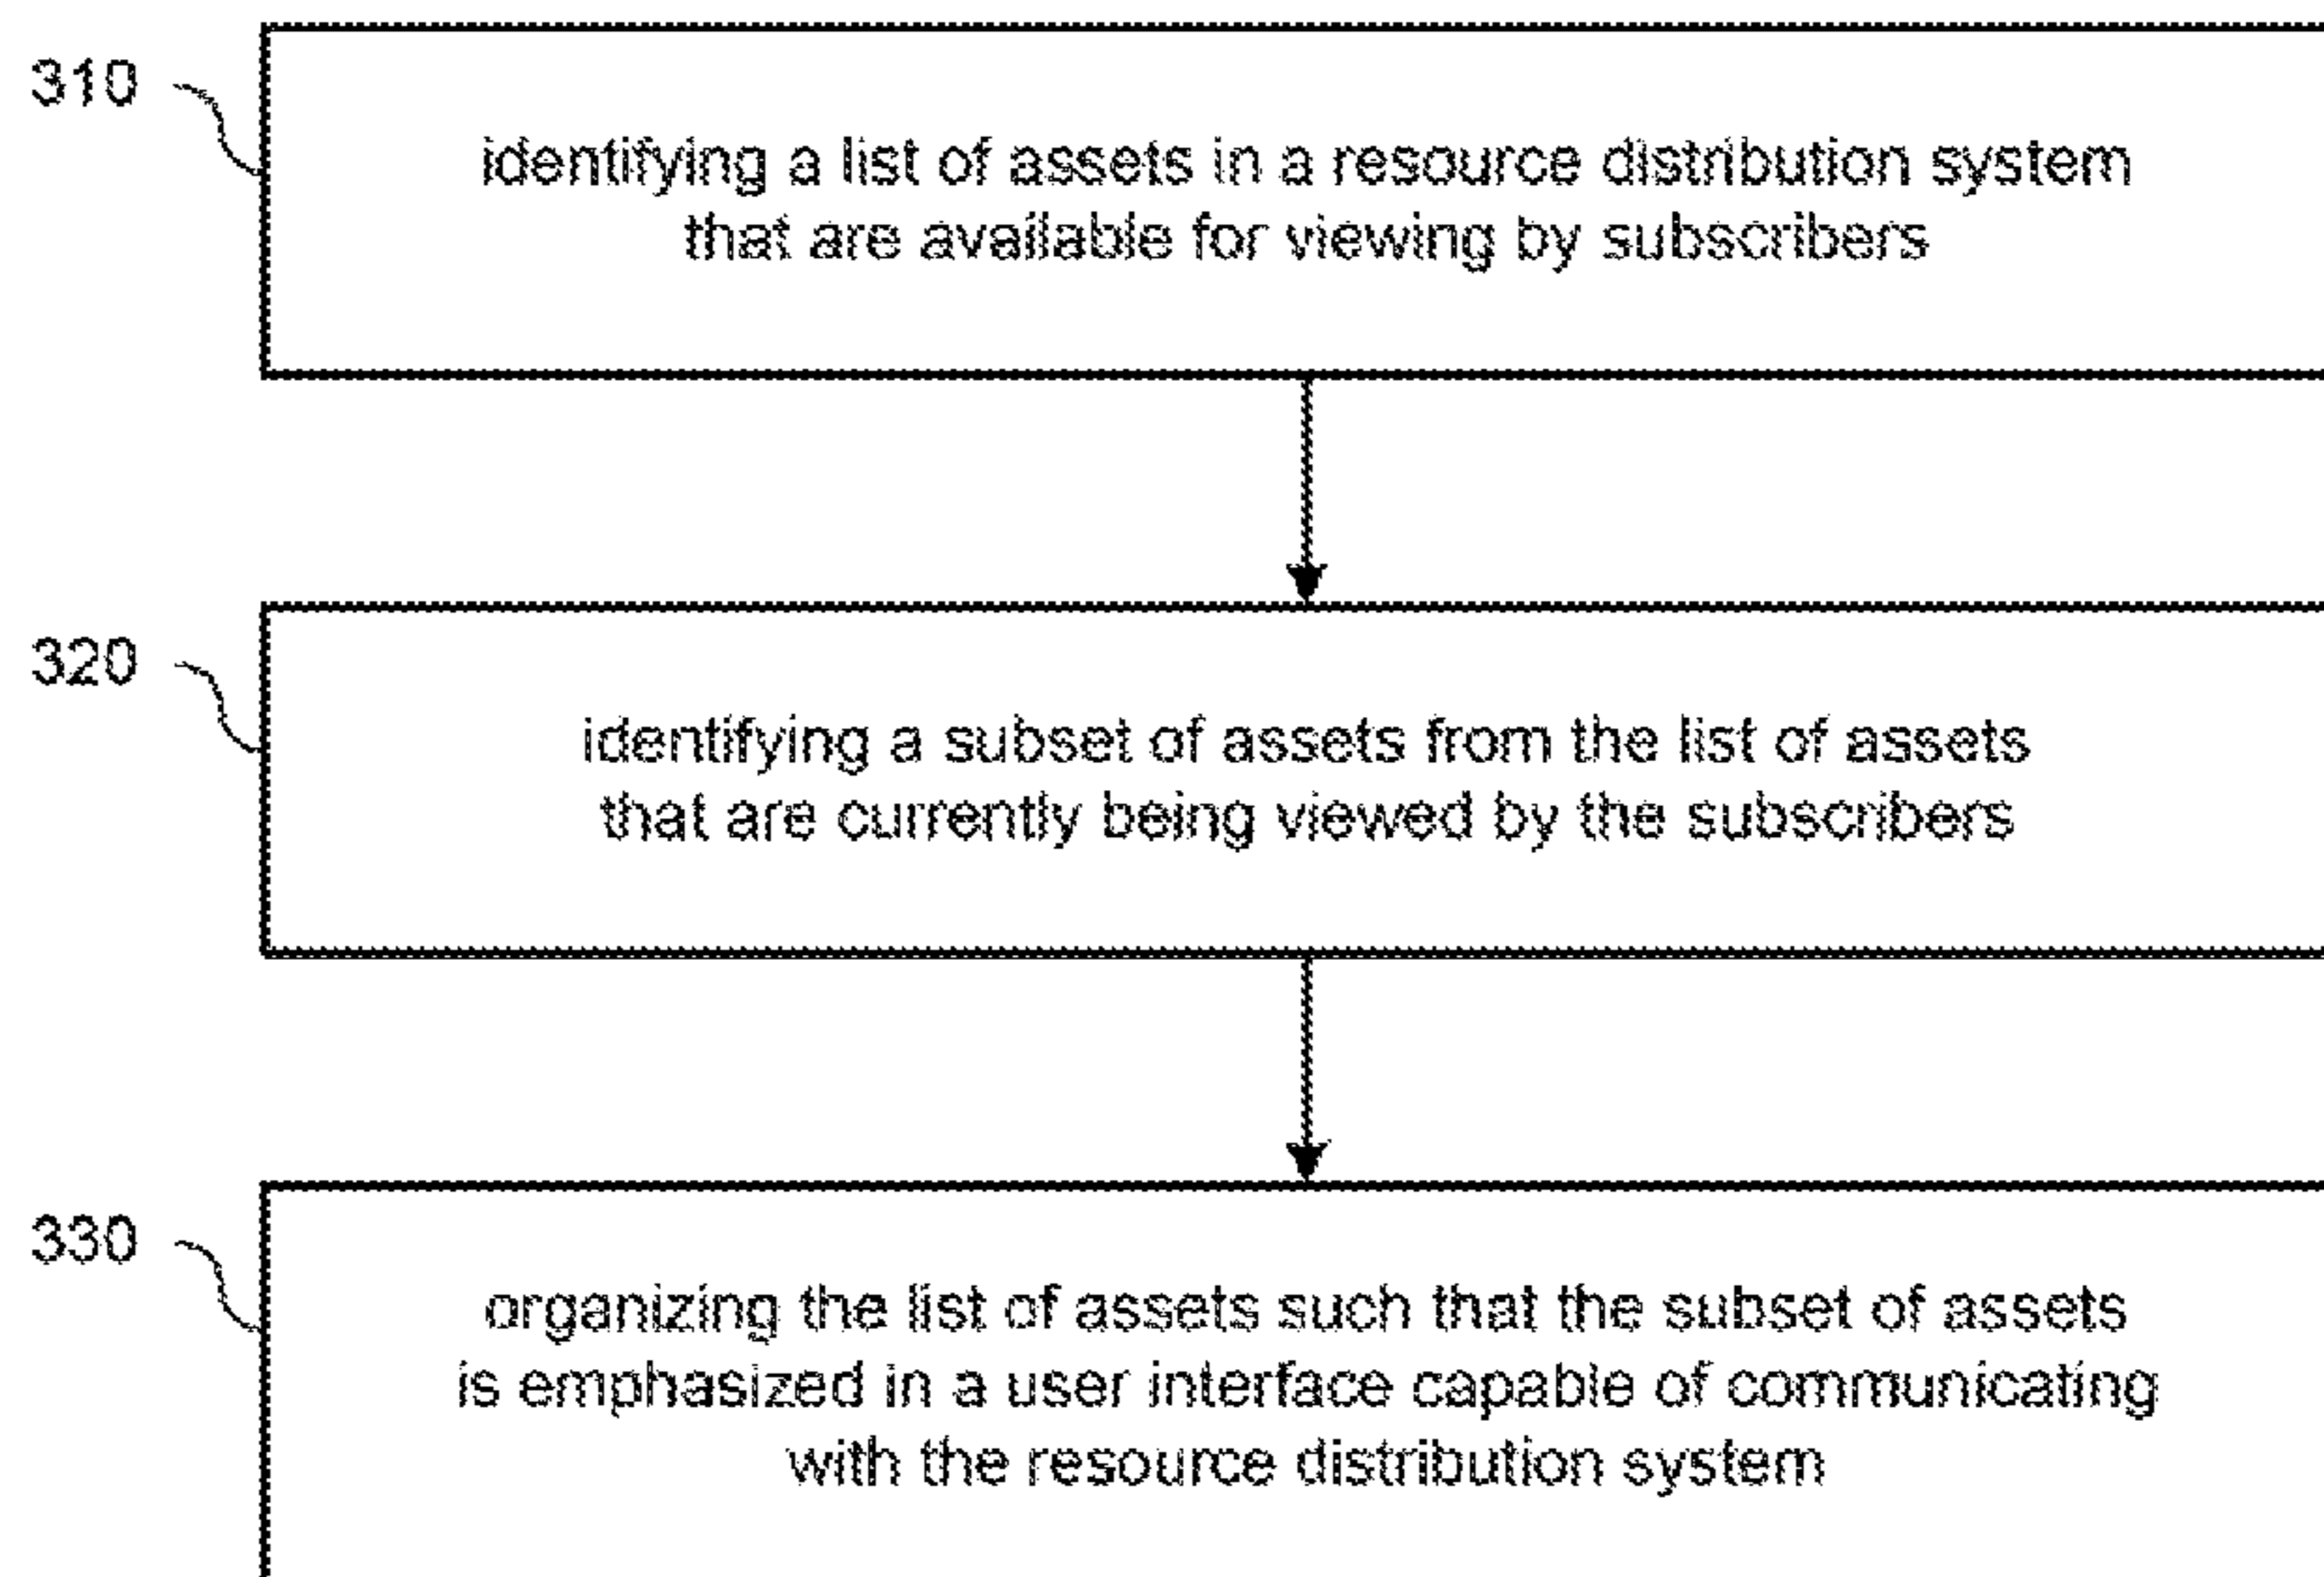 310
identifying a list of assets in a resource distribution system
that are available for viewing by subscribers
320
identifying a subset of assets from the list of assets
that are currently being viewed by the subscribers
330
organizing the list of assets such that the subset of assets
is emphasized in a user interface capable of communicating
with the resource distribution system